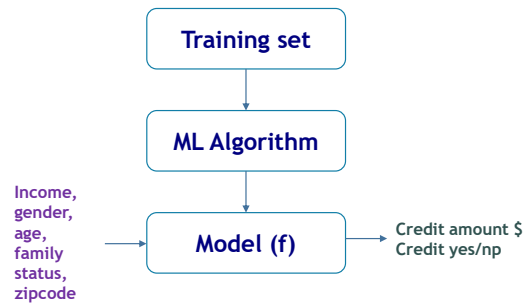 Training set
ML Algorithm
Income,
gender,
age,
family
status,
zipcode
Model (f)
Credit amount $
Credit yes/np